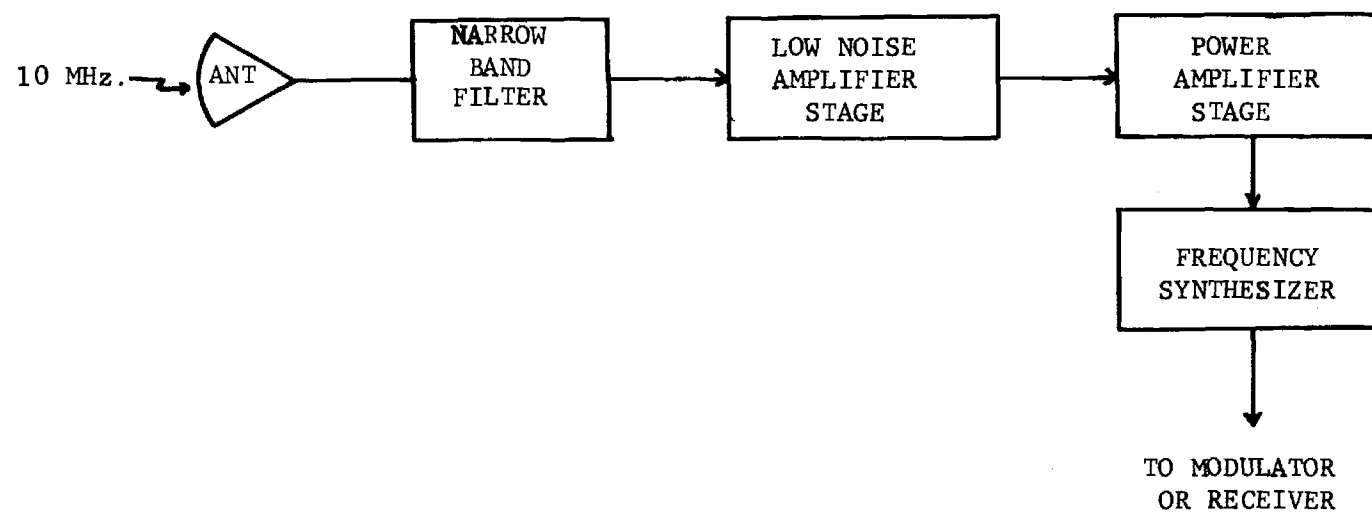 10 MHz.
ANT
NARROW
BAND
FILTER
LOW NOISE
AMPLIFIER
STAGE
POWER
AMPLIFIER
STAGE
FREQUENCY
SYNTHESIZER
TO MODULATOR
OR RECEIVER